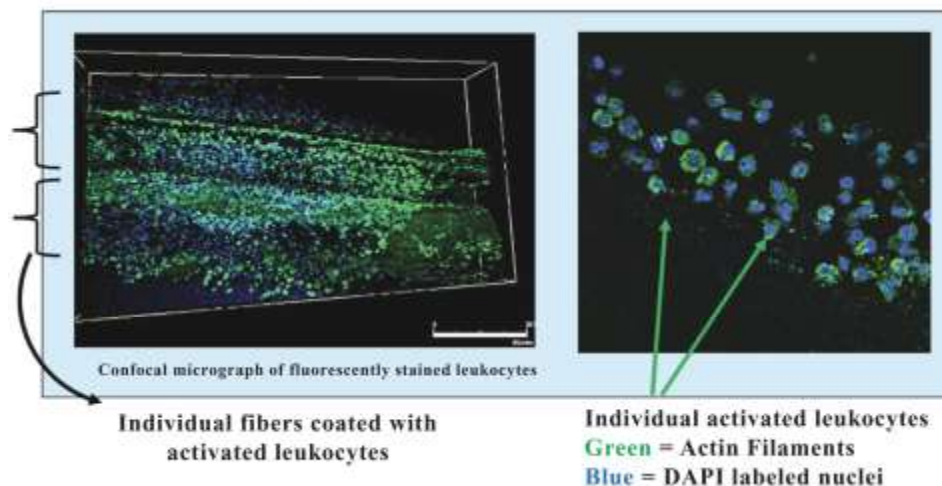 Confocal micrograph of fluorescently stained leukocytes
Individual fibers coated with
activated leukocytes
Individual activated leukocytes
Green = Actin Filaments
Blue = DAPI labeled nuclei